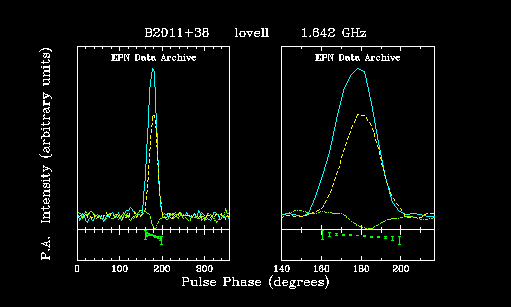 B2011+38 lovell 1.642 GHz
EPN Data Archive EPN Data Archive
P.A. Intensity (arbitrary units)
0 100 200 300 140 160 180 200
Pulse Phase (degrees)